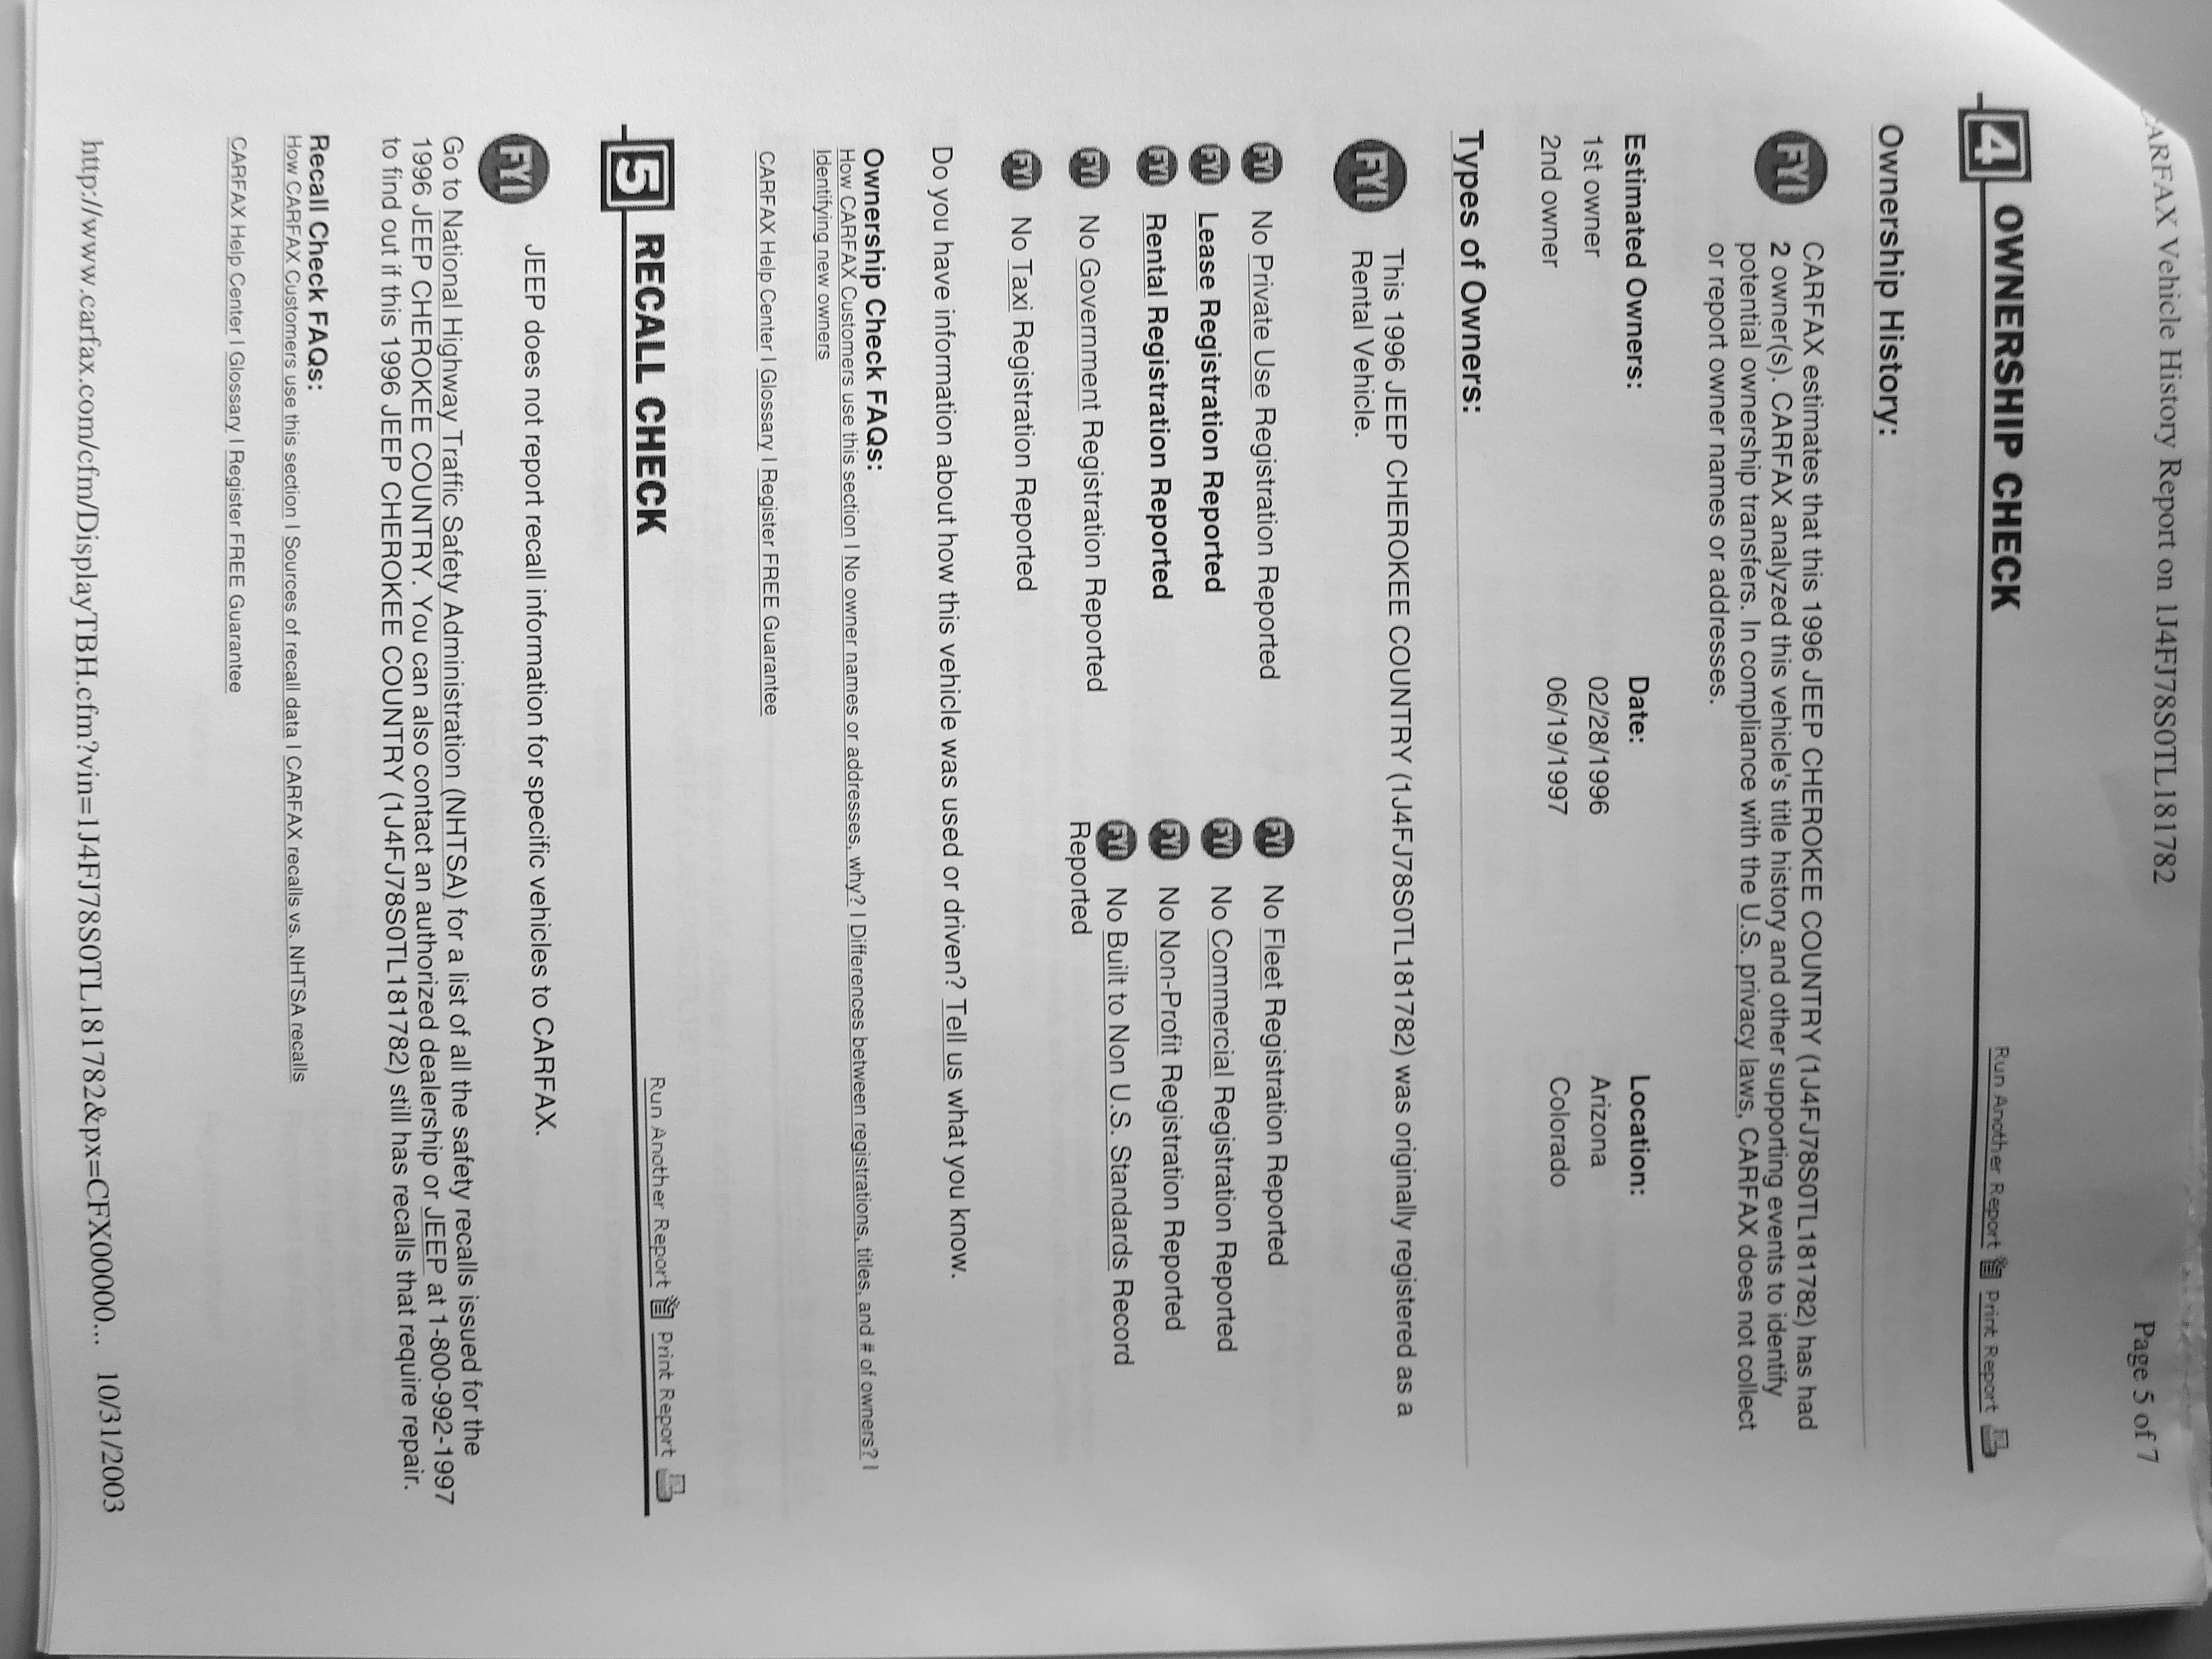 CARFAX Vehicle History Report on 1J4FJ78S0TL181782 Page 5 of 7
4 OWNERSHIP CHECK Run Another Report Print Report
Ownership History:
FYI CARFAX estimates that this 1996 JEEP CHEROKEE COUNTRY (1J4FJ78S0TL181782) has had
2 owner(s). CARFAX analyzed this vehicle's title history and other supporting events to identify
potential ownership transfers. In compliance with the U.S. privacy laws, CARFAX does not collect
or report owner names or addresses.
Estimated Owners: Date: Location:
1st owner 02/28/1996 Arizona
2nd owner 06/19/1997 Colorado
Types of Owners:
FYI This 1996 JEEP CHEROKEE COUNTRY (1J4FJ78S0TL181782) was originally registered as a
Rental Vehicle.
FYI No Private Use Registration Reported FYI No Fleet Registration Reported
FYI Lease Registration Reported FYI No Commercial Registration Reported
FYI Rental Registration Reported FYI No Non-Profit Registration Reported
FYI No Government Registration Reported FYI No Built to Non U.S. Standards Record
Reported
FYI No Taxi Registration Reported
Do you have information about how this vehicle was used or driven? Tell us what you know.
Ownership Check FAQs:
How CARFAX Customers use this section | No owner names or addresses, why? | Differences between registrations, titles, and # of owners? |
Identifying new owners
CARFAX Help Center | Glossary | Register FREE Guarantee
5 RECALL CHECK Run Another Report Print Report
FYI JEEP does not report recall information for specific vehicles to CARFAX.
Go to National Highway Traffic Safety Administration (NHTSA) for a list of all the safety recalls issued for the
1996 JEEP CHEROKEE COUNTRY. You can also contact an authorized dealership or JEEP at 1-800-992-1997
to find out if this 1996 JEEP CHEROKEE COUNTRY (1J4FJ78S0TL181782) still has recalls that require repair.
Recall Check FAQs:
How CARFAX Customers use this section | Sources of recall data | CARFAX recalls vs. NHTSA recalls
CARFAX Help Center | Glossary | Register FREE Guarantee
http://www.carfax.com/cfm/DisplayTBH.cfm?vin=1J4FJ78S0TL181782&px=CFX00000... 10/31/2003